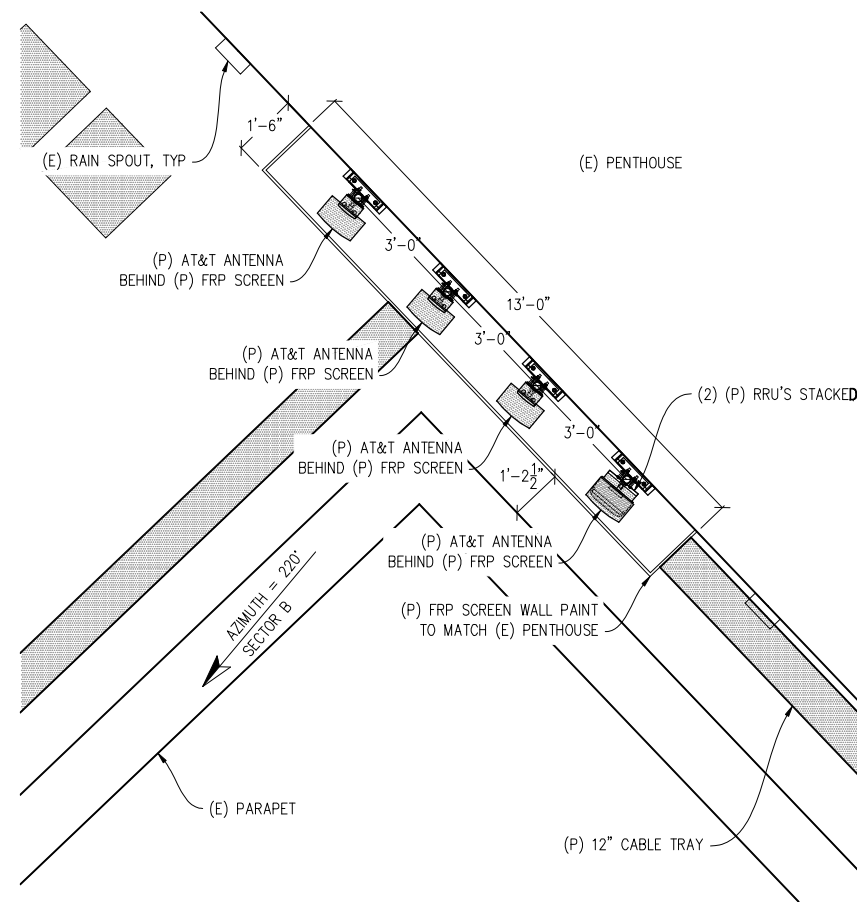 1'-6"
(E) RAIN SPOUT, TYP
(E) PENTHOUSE
3'-0"
(P) AT&T ANTENNA
BEHIND (P) FRP SCREEN
13'-0"
3'-0"
(P) AT&T ANTENNA
BEHIND (P) FRP SCREEN
(2) (P) RRU'S STACKED
3'-0"
(P) AT&T ANTENNA
BEHIND (P) FRP SCREEN
1'-2½"
(P) AT&T ANTENNA
BEHIND (P) FRP SCREEN
AZIMUTH = 220°
SECTOR B
(P) FRP SCREEN WALL PAINT
TO MATCH (E) PENTHOUSE
(E) PARAPET
(P) 12" CABLE TRAY